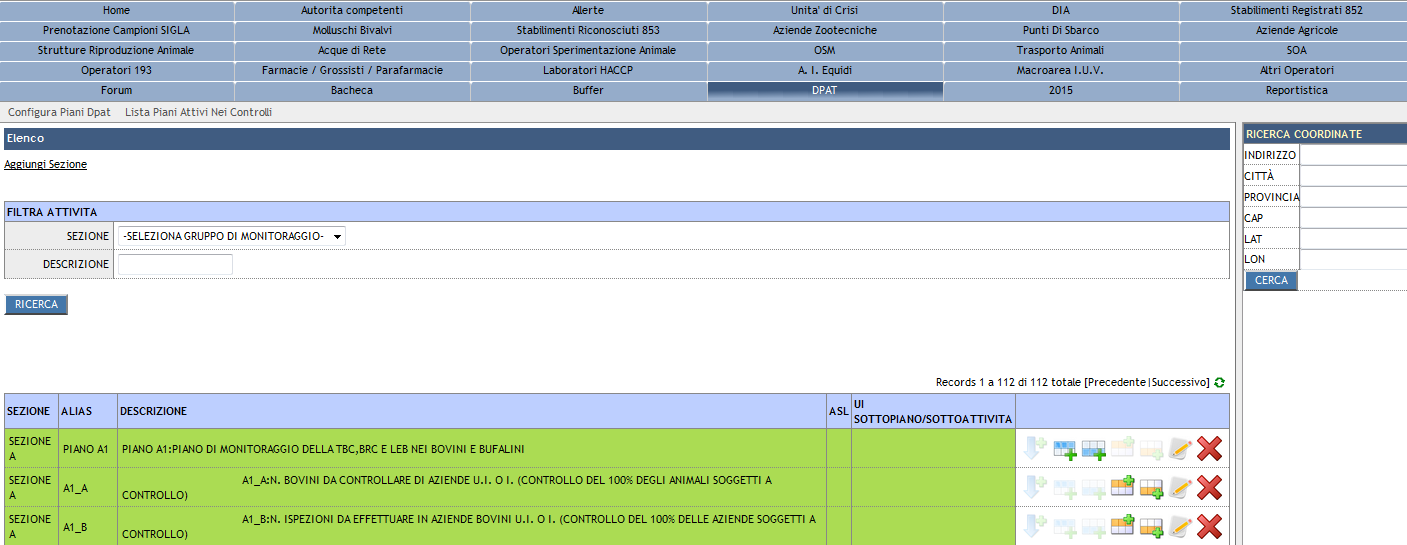 Home Autorita competenti Allerte Unita' di Crisi DIA Stabilimenti Registrati 852
Prenotazione Campioni SIGLA Molluschi Bivalvi Stabilimenti Riconosciuti 853 Aziende Zootecniche Punti Di Sbarco Aziende Agricole
Strutture Riproduzione Animale Acque di Rete Operatori Sperimentazione Animale OSM Trasporto Animali SOA
Operatori 193 Farmacie / Grossisti / Parafarmacie Laboratori HACCP A. I. Equidi Macroarea I.U.V. Altri Operatori
Forum Bacheca Buffer DPAT 2015 Reportistica
Configura Piani Dpat Lista Piani Attivi Nei Controlli
Elenco
Aggiungi Sezione
FILTRA ATTIVITA
SEZIONE -SELEZIONA GRUPPO DI MONITORAGGIO-
DESCRIZIONE
RICERCA
RICERCA COORDINATE
INDIRIZZO
CITTÀ
PROVINCIA
CAP
LAT
LON
CERCA
Records 1 a 112 di 112 totale [Precedente|Successivo]
SEZIONE ALIAS DESCRIZIONE ASL UI SOTTOPIANO/SOTTOATTIVITA
SEZIONE A PIANO A1 PIANO A1:PIANO DI MONITORAGGIO DELLA TBC,BRC E LEB NEI BOVINI E BUFALINI
SEZIONE A A1_A A1_A:N. BOVINI DA CONTROLLARE DI AZIENDE U.I. O I. (CONTROLLO DEL 100% DEGLI ANIMALI SOGGETTI A
CONTROLLO)
SEZIONE A A1_B A1_B:N. ISPEZIONI DA EFFETTUARE IN AZIENDE BOVINI U.I. O I. (CONTROLLO DEL 100% DELLE AZIENDE SOGGETTI A
CONTROLLO)